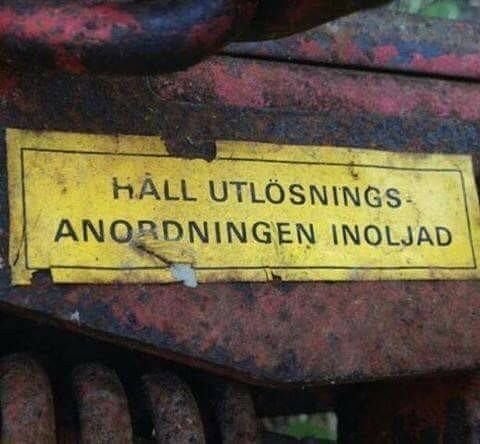 HÅLL UTLÖSNINGS-
ANORDNINGEN INOLJAD